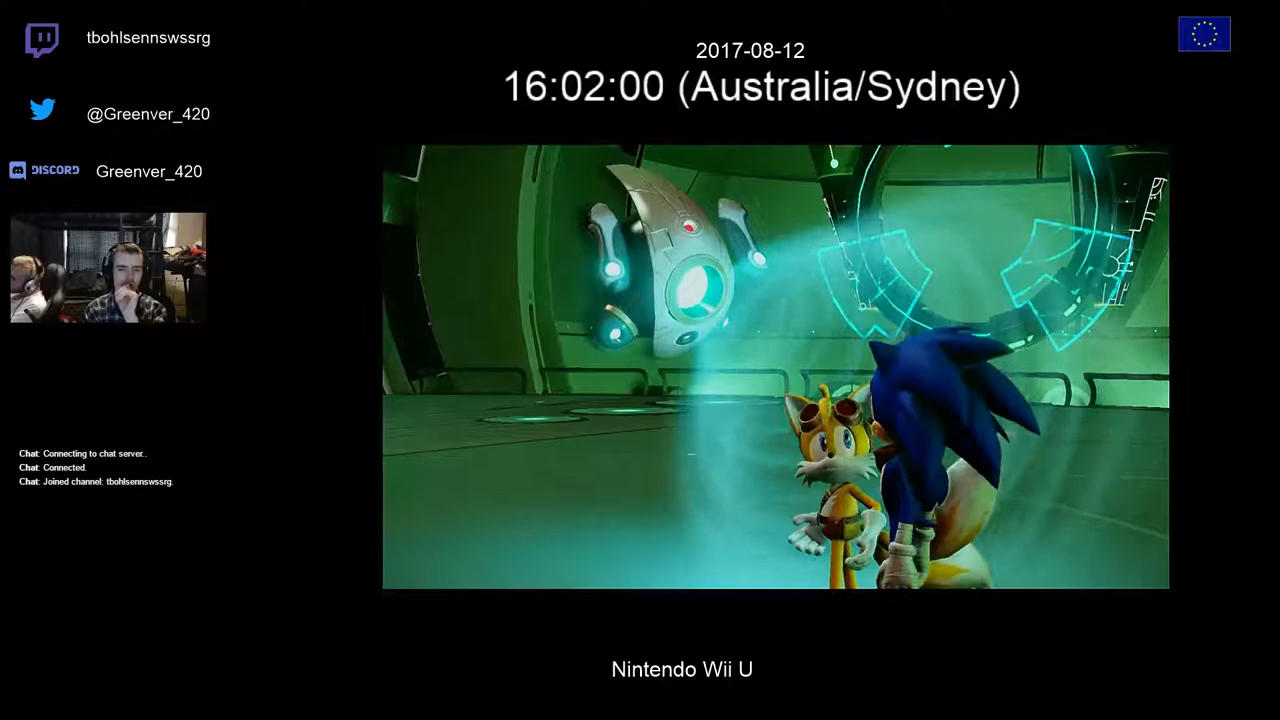 tbohlsennswssrg
@Greenver_420
DISCORD Greenver_420
2017-08-12
16:02:00 (Australia/Sydney)
Chat: Connecting to chat server..
Chat: Connected.
Chat: Joined channel: tbohlsennswssrg.
Nintendo Wii U